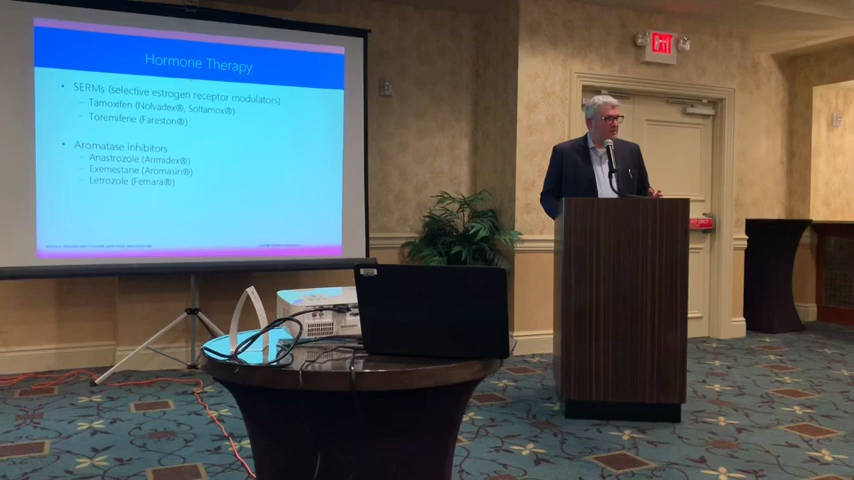 Hormone Therapy
• SERMs (selective estrogen receptor modulators)
– Tamoxifen (Nolvadex®, Soltamox®)
– Toremifene (Fareston®)
• Aromatase inhibitors
– Anastrozole (Arimidex®)
– Exemestane (Aromasin®)
– Letrozole (Femara®)
EXIT